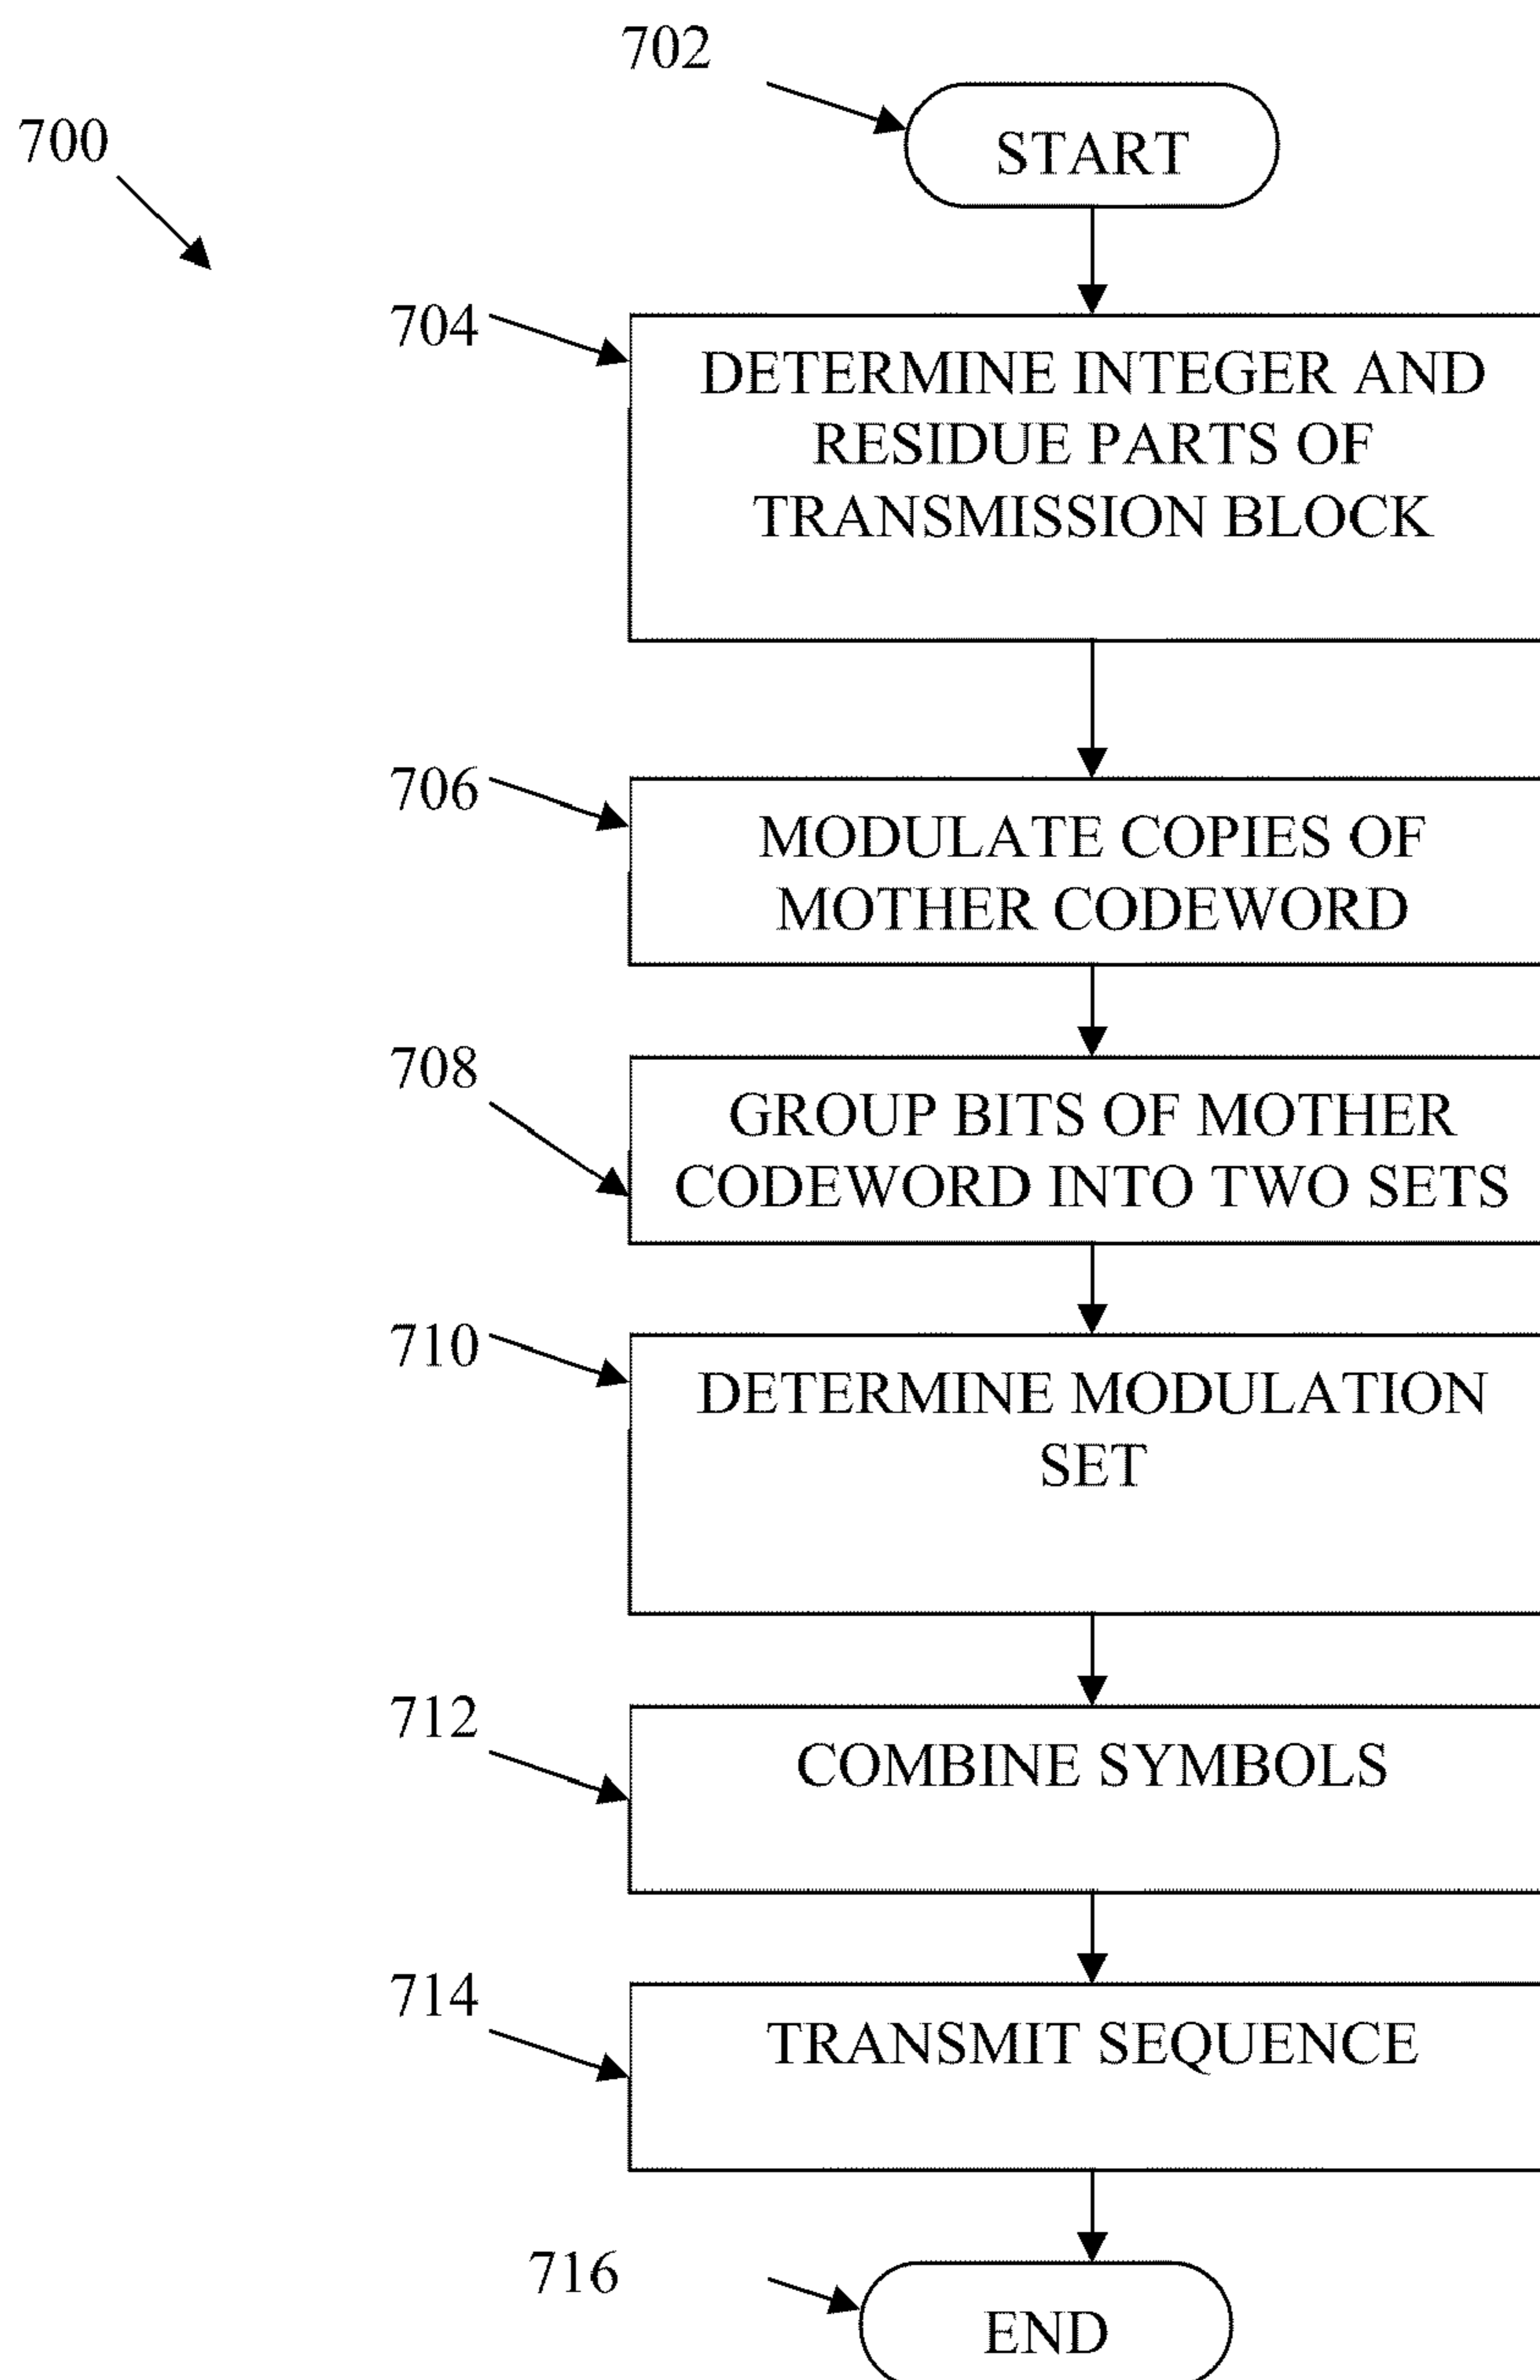 702
START
700
704
DETERMINE INTEGER AND
RESIDUE PARTS OF
TRANSMISSION BLOCK
706
MODULATE COPIES OF
MOTHER CODEWORD
708
GROUP BITS OF MOTHER
CODEWORD INTO TWO SETS
710
DETERMINE MODULATION
SET
712
COMBINE SYMBOLS
714
TRANSMIT SEQUENCE
716
END